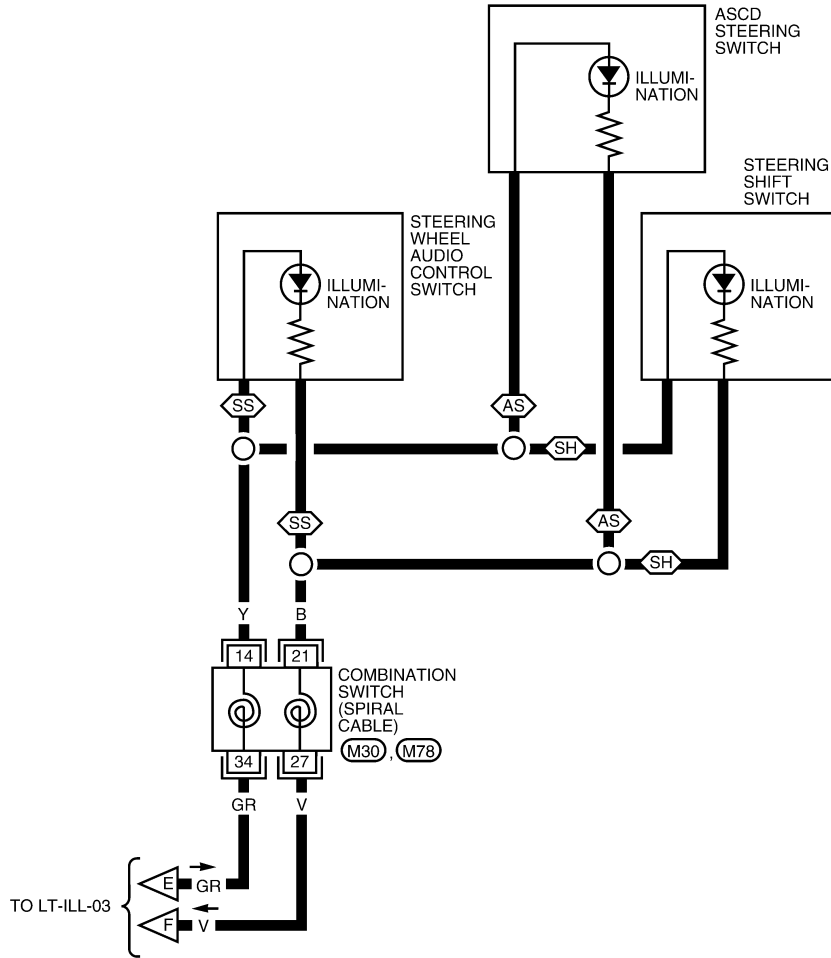 ASCD
STEERING
SWITCH
ILLUMI-
NATION
STEERING
SHIFT
SWITCH
STEERING
WHEEL
AUDIO
CONTROL
SWITCH
ILLUMI-
NATION
ILLUMI-
NATION
SS
AS
SH
SS
AS
SH
Y B
14 21
COMBINATION
SWITCH
(SPIRAL
CABLE)
M30 , M78
34 27
GR V
E GR
TO LT-ILL-03
F V